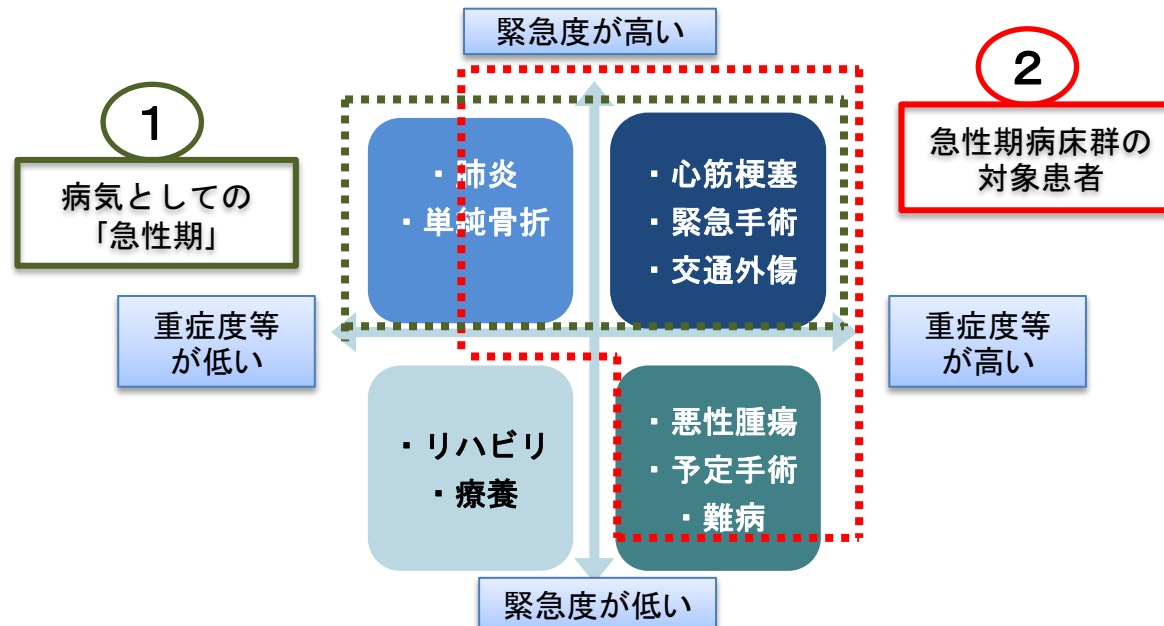 緊急度が高い
1
病気としての
「急性期」
2
急性期病床群の
対象患者
・肺炎
・単純骨折
・心筋梗塞
・緊急手術
・交通外傷
重症度等
が低い
重症度等
が高い
・リハビリ
・療養
・悪性腫瘍
・予定手術
・難病
緊急度が低い